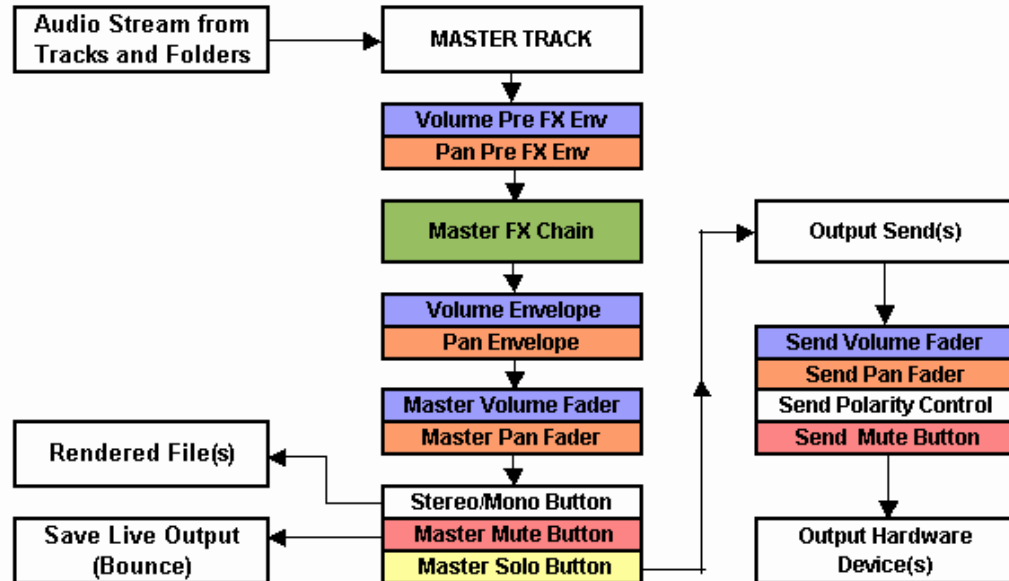 Audio Stream from
Tracks and Folders
MASTER TRACK
Volume Pre FX Env
Pan Pre FX Env
Master FX Chain
Volume Envelope
Pan Envelope
Master Volume Fader
Master Pan Fader
Stereo/Mono Button
Master Mute Button
Master Solo Button
Rendered File(s)
Save Live Output
(Bounce)
Output Send(s)
Send Volume Fader
Send Pan Fader
Send Polarity Control
Send Mute Button
Output Hardware
Device(s)